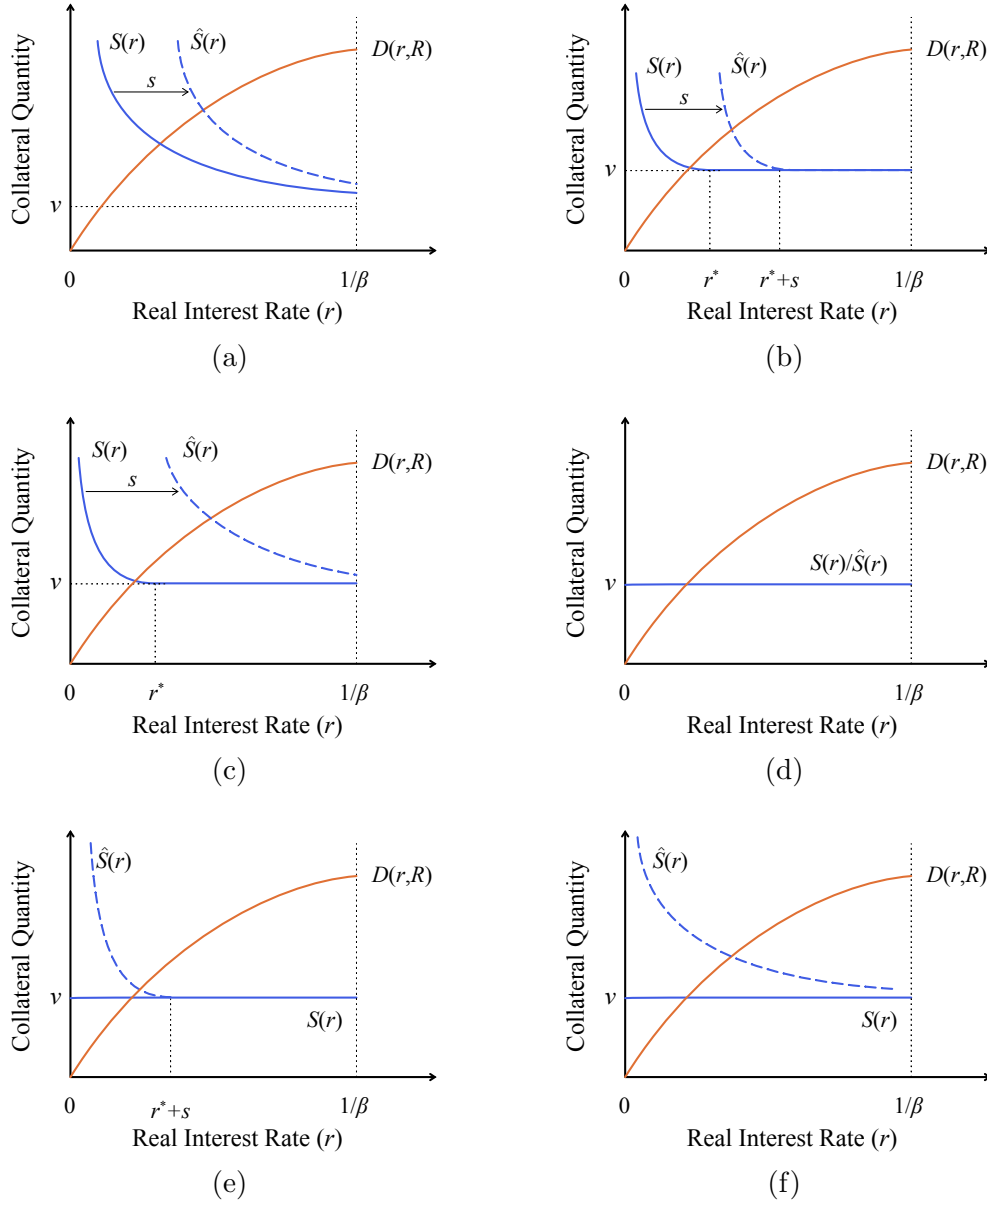 Collateral Quantity
S(r)
Ŝ(r)
s
D(r,R)
v
0
1/β
Real Interest Rate (r)
(a)
Collateral Quantity
S(r)
Ŝ(r)
s
D(r,R)
v
0
r*
r*+s
1/β
Real Interest Rate (r)
(b)
Collateral Quantity
S(r)
Ŝ(r)
s
D(r,R)
v
0
r*
1/β
Real Interest Rate (r)
(c)
Collateral Quantity
D(r,R)
S(r)/Ŝ(r)
v
0
1/β
Real Interest Rate (r)
(d)
Collateral Quantity
Ŝ(r)
D(r,R)
v
S(r)
0
r*+s
1/β
Real Interest Rate (r)
(e)
Collateral Quantity
Ŝ(r)
D(r,R)
v
S(r)
0
1/β
Real Interest Rate (r)
(f)